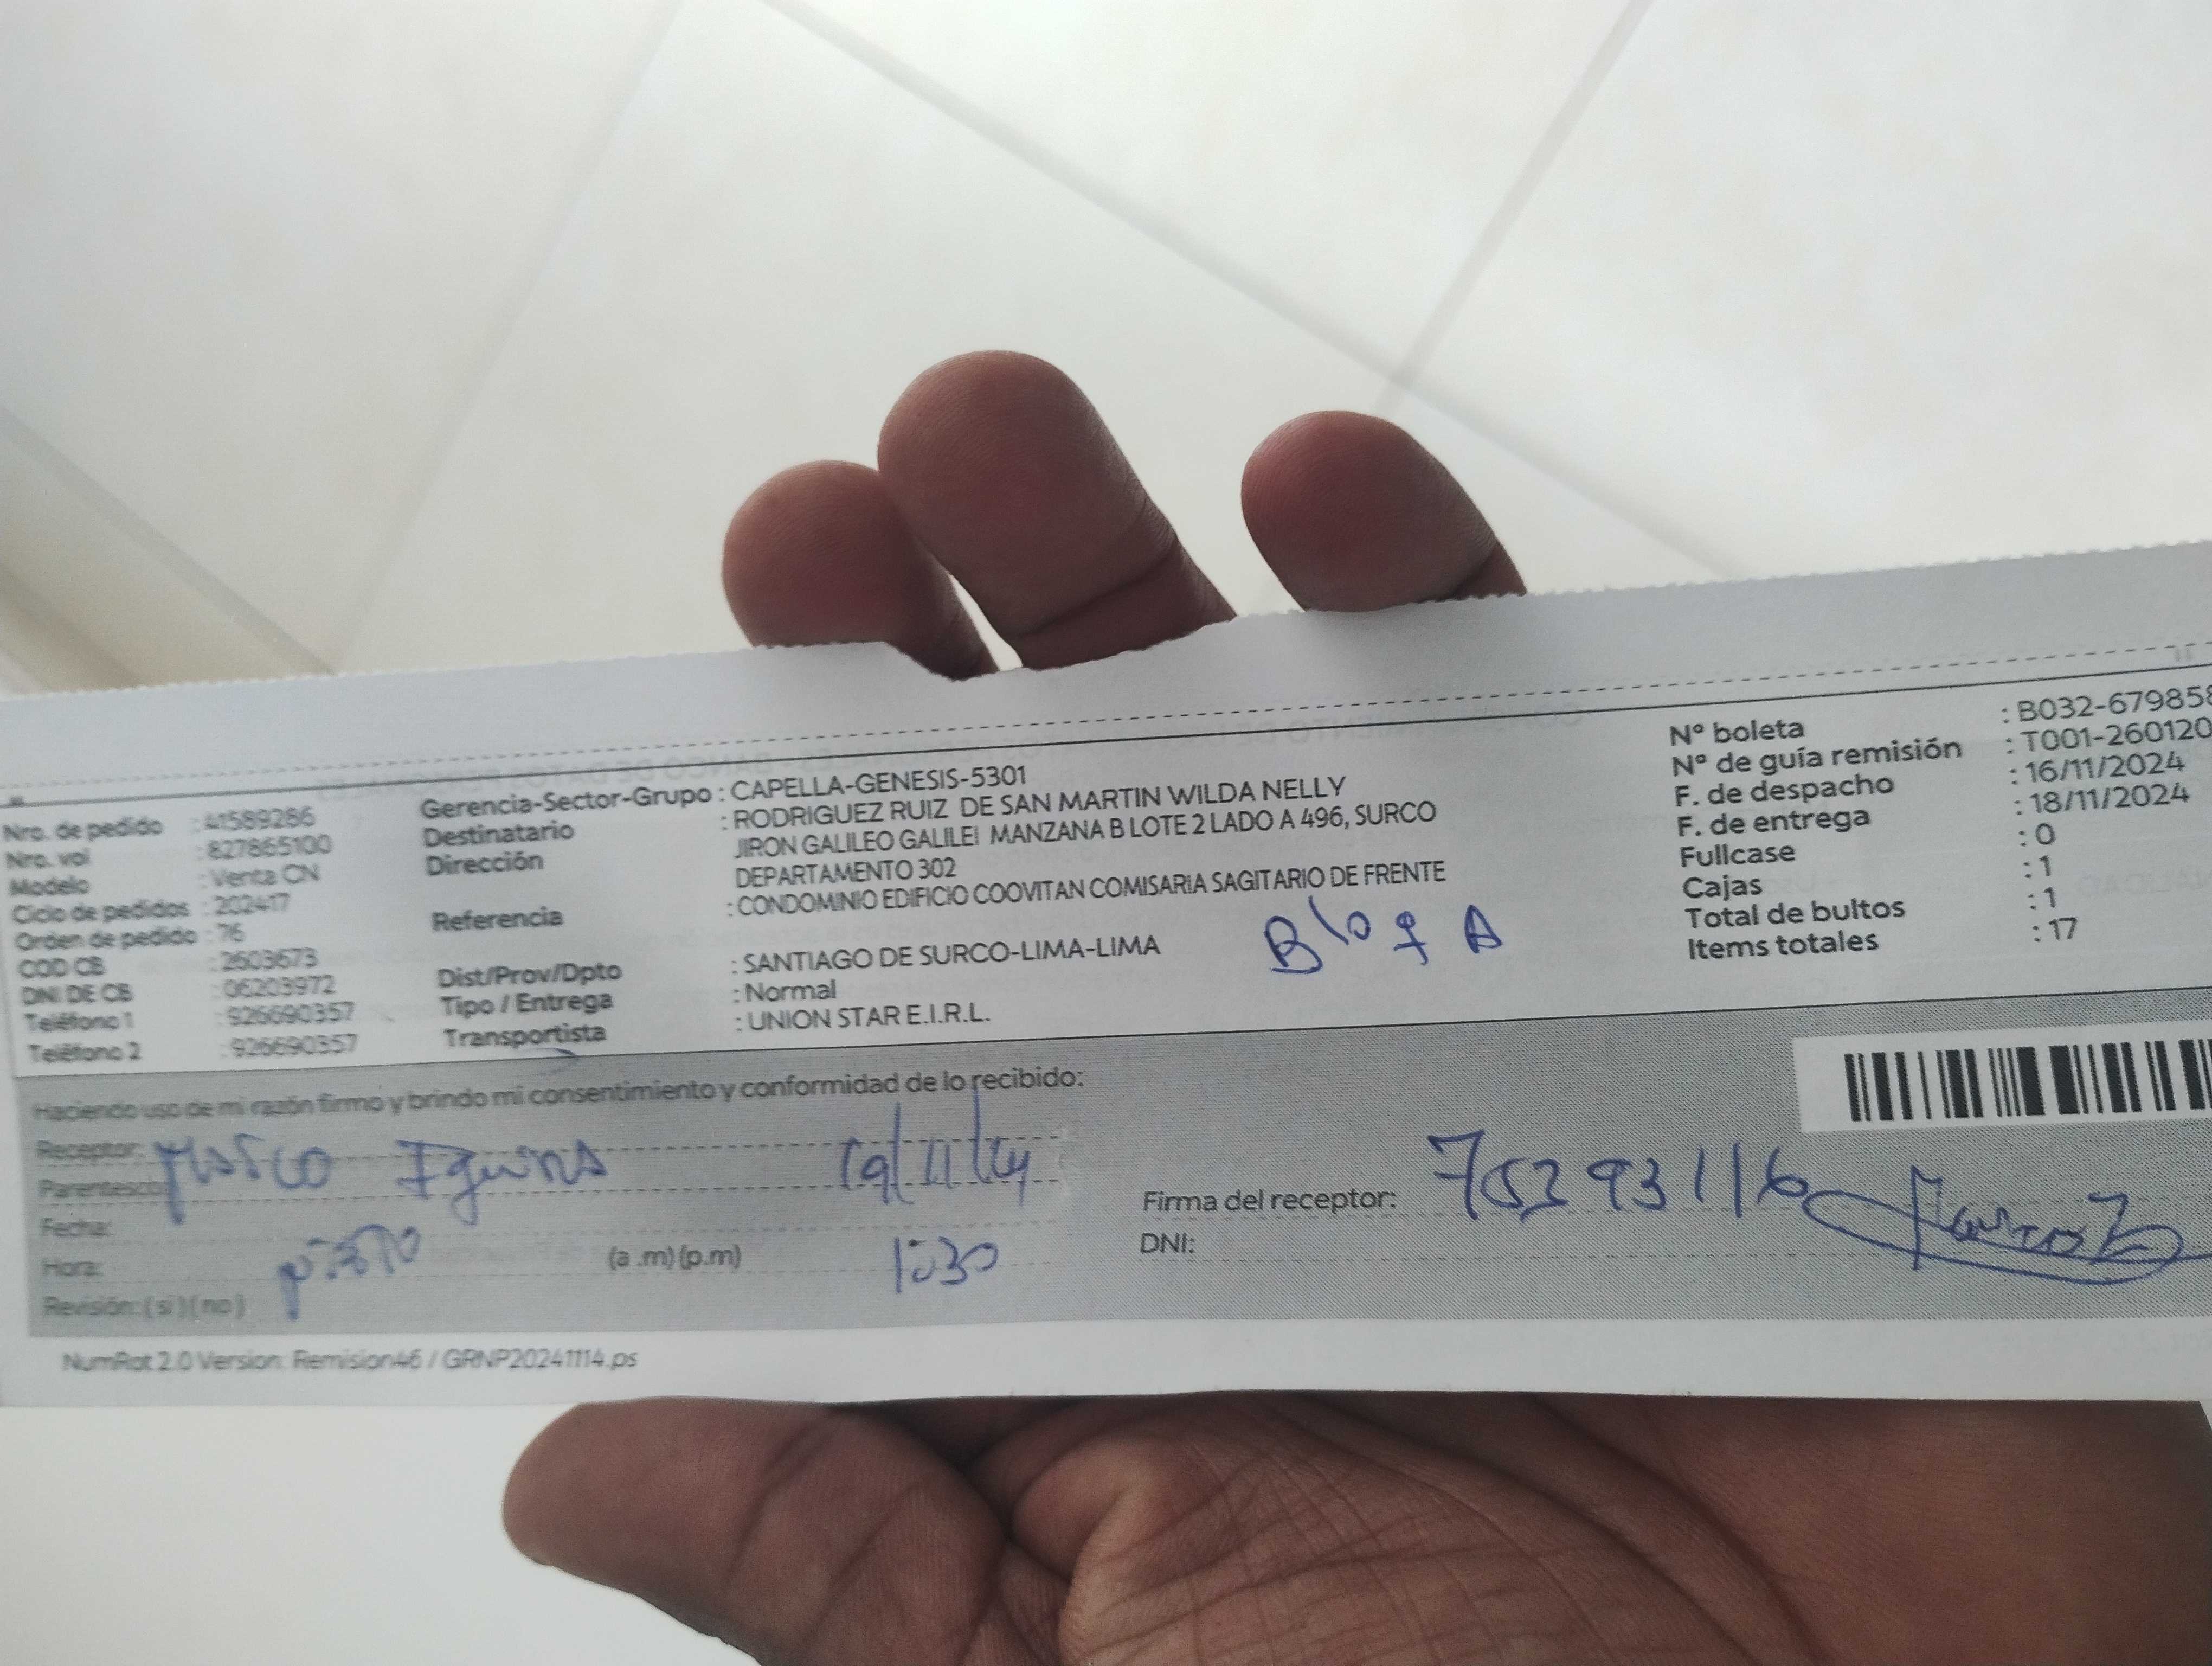 Nro. de pedido : 41589286
Nro. vol : 827865100
Modelo : Venta CN
Ciclo de pedidos : 202417
Orden de pedido : 76
COD CB : 2603673
DNI DE CB : 06203972
Teléfono 1 : 926690357
Teléfono 2 : 926690357
Gerencia-Sector-Grupo : CAPELLA-GENESIS-5301
Destinatario : RODRIGUEZ RUIZ DE SAN MARTIN WILDA NELLY
Dirección JIRON GALILEO GALILEI MANZANA B LOTE 2 LADO A 496, SURCO
DEPARTAMENTO 302
Referencia : CONDOMINIO EDIFICIO COOVITAN COMISARIA SAGITARIO DE FRENTE
Dist/Prov/Dpto : SANTIAGO DE SURCO-LIMA-LIMA
Tipo / Entrega : Normal
Transportista : UNION STAR E.I.R.L.
A
Nº boleta : B032-679858
Nº de guía remisión : T001-260120
F. de despacho : 16/11/2024
F. de entrega : 18/11/2024
Fullcase : 0
Cajas : 1
Total de bultos : 1
Items totales : 17
Haciendo uso de mi razón firmo y brindo mi consentimiento y conformidad de lo recibido:
Receptor:
Parentesco
Fecha:
Hora: (a .m) (p.m) 1:30
Revisión: ( si ) ( no )
Firma del receptor: 75293116
DNI:
NumRot 2.0 Version: Remision46 / GRNP20241114.ps